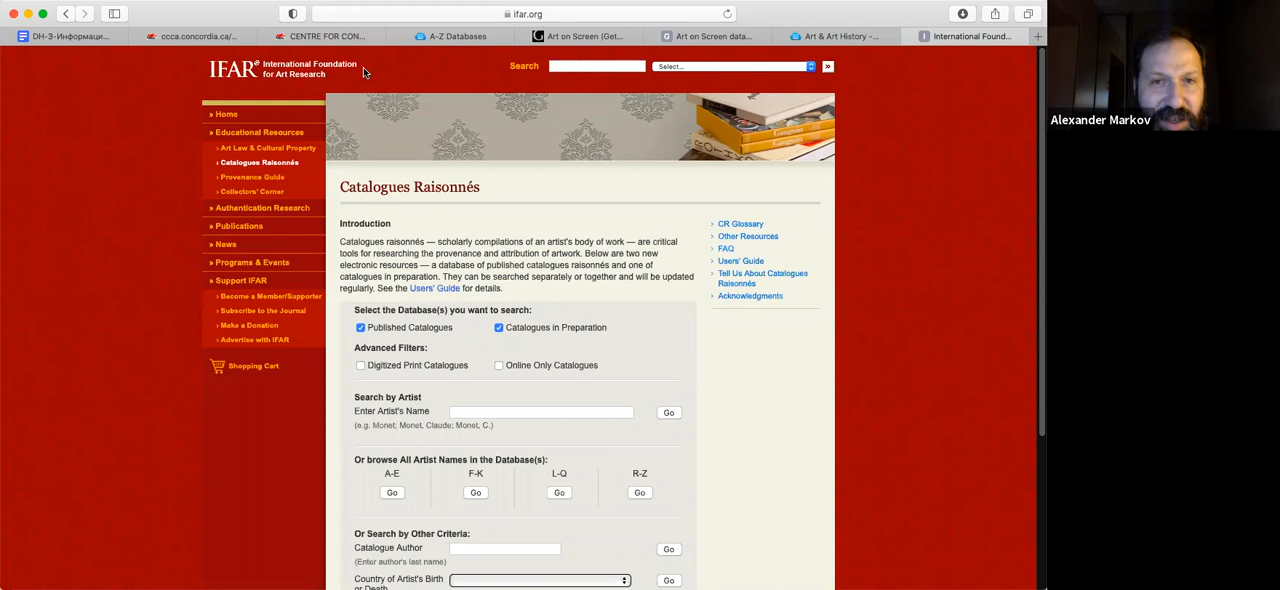 ifar.org
DH-3-Информаци...
ccca.concordia.ca/...
CENTRE FOR CON...
A-Z Databases
Art on Screen (Get...
Art on Screen data...
Art & Art History -...
International Found...
IFAR® International Foundation
for Art Research
Search
Select...
»
» Home
» Educational Resources
› Art Law & Cultural Property
› Catalogues Raisonnés
› Provenance Guide
› Collectors' Corner
» Authentication Research
» Publications
» News
» Programs & Events
» Support IFAR
› Become a Member/Supporter
› Subscribe to the Journal
› Make a Donation
› Advertise with IFAR
Shopping Cart
Catalogues Raisonnés
Introduction
Catalogues raisonnés — scholarly compilations of an artist's body of work — are critical
tools for researching the provenance and attribution of artwork. Below are two new
electronic resources — a database of published catalogues raisonnés and one of
catalogues in preparation. They can be searched separately or together and will be updated
regularly. See the Users' Guide for details.
Select the Database(s) you want to search:
Published Catalogues
Catalogues in Preparation
Advanced Filters:
Digitized Print Catalogues
Online Only Catalogues
Search by Artist
Enter Artist's Name
Go
(e.g. Monet; Monet, Claude; Monet, C.)
Or browse All Artist Names in the Database(s):
A-E F-K L-Q R-Z
Go Go Go Go
Or Search by Other Criteria:
Catalogue Author
Go
(Enter author's last name)
Country of Artist's Birth
or Death
Go
› CR Glossary
› Other Resources
› FAQ
› Users' Guide
› Tell Us About Catalogues
Raisonnés
› Acknowledgments
Alexander Markov